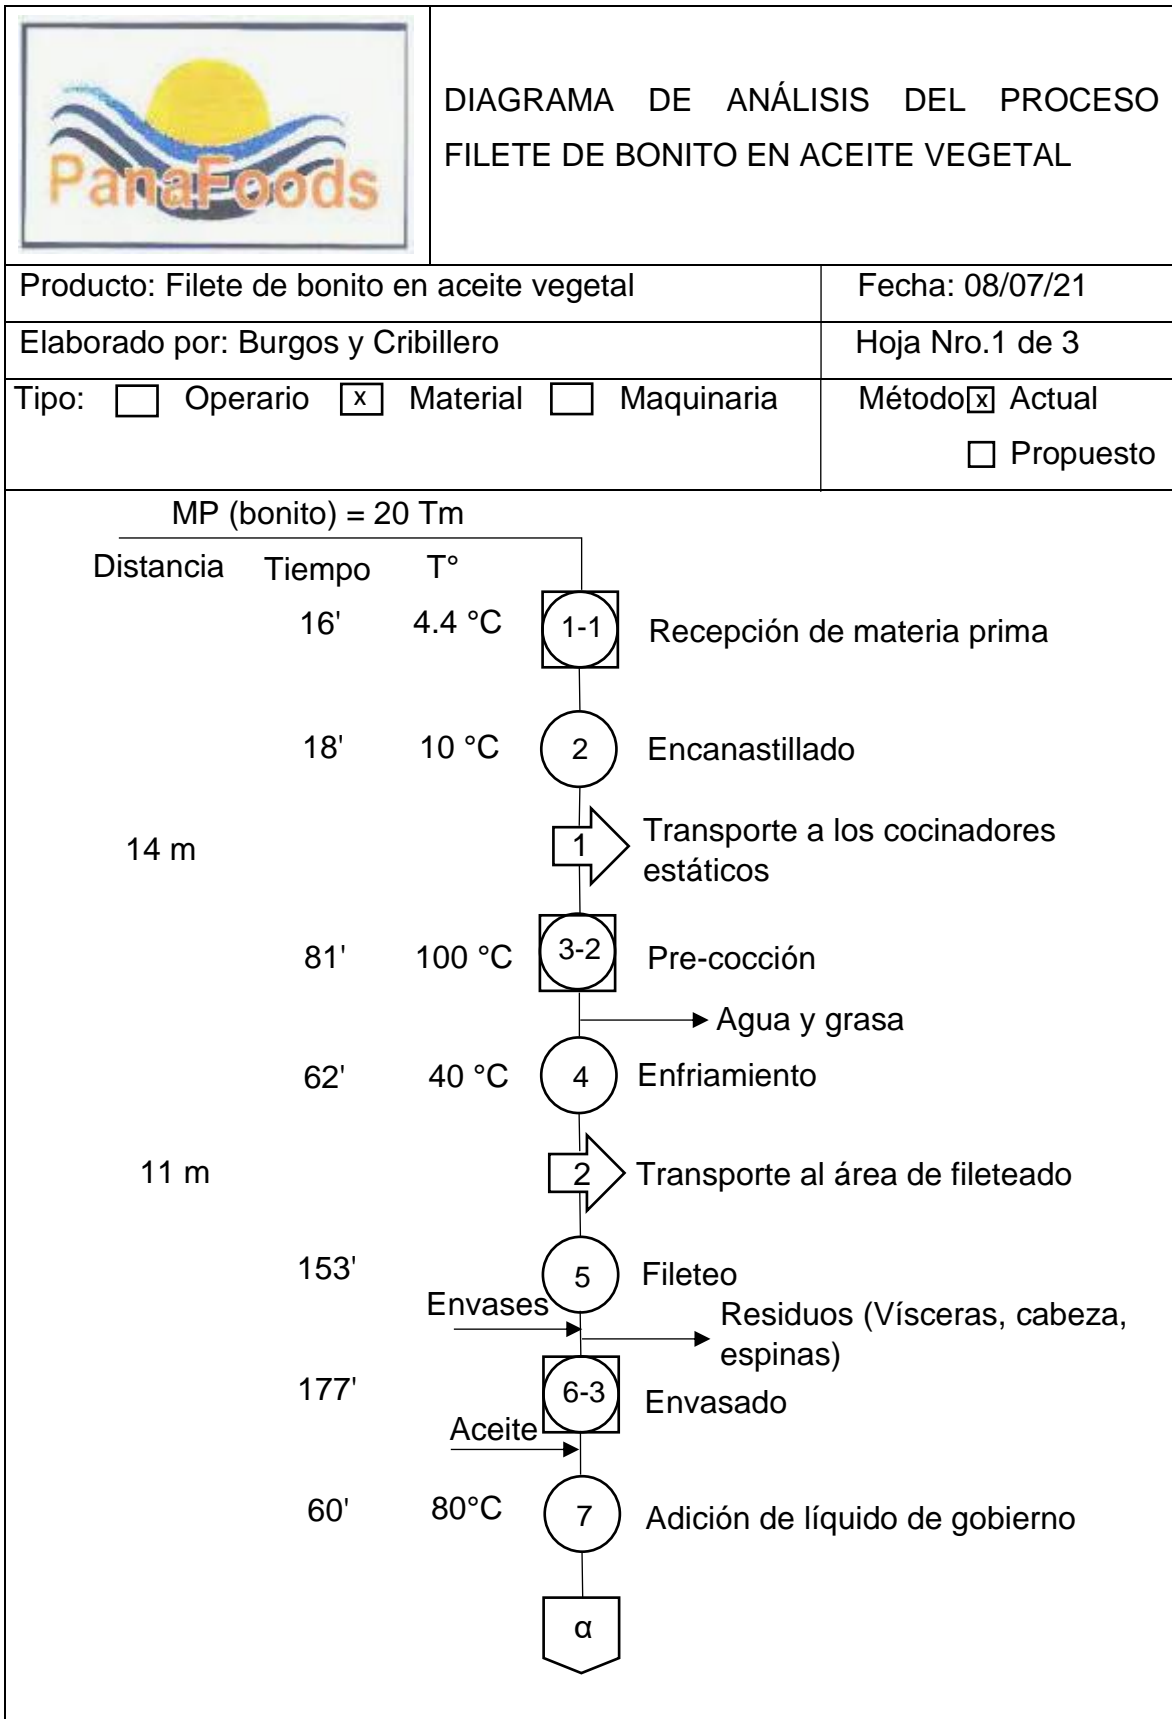 PanaFoods
DIAGRAMA DE ANÁLISIS DEL PROCESO
FILETE DE BONITO EN ACEITE VEGETAL
Producto: Filete de bonito en aceite vegetal
Fecha: 08/07/21
Elaborado por: Burgos y Cribillero
Hoja Nro.1 de 3
Tipo: Operario x Material Maquinaria
Método x Actual
Propuesto
MP (bonito) = 20 Tm
Distancia Tiempo T°
16' 4.4 °C 1-1 Recepción de materia prima
18' 10 °C 2 Encanastillado
14 m 1 Transporte a los cocinadores
estáticos
81' 100 °C 3-2 Pre-cocción
Agua y grasa
62' 40 °C 4 Enfriamiento
11 m 2 Transporte al área de fileteado
153' 5 Fileteo
Envases
Residuos (Vísceras, cabeza,
espinas)
177' 6-3 Envasado
Aceite
60' 80°C 7 Adición de líquido de gobierno
α